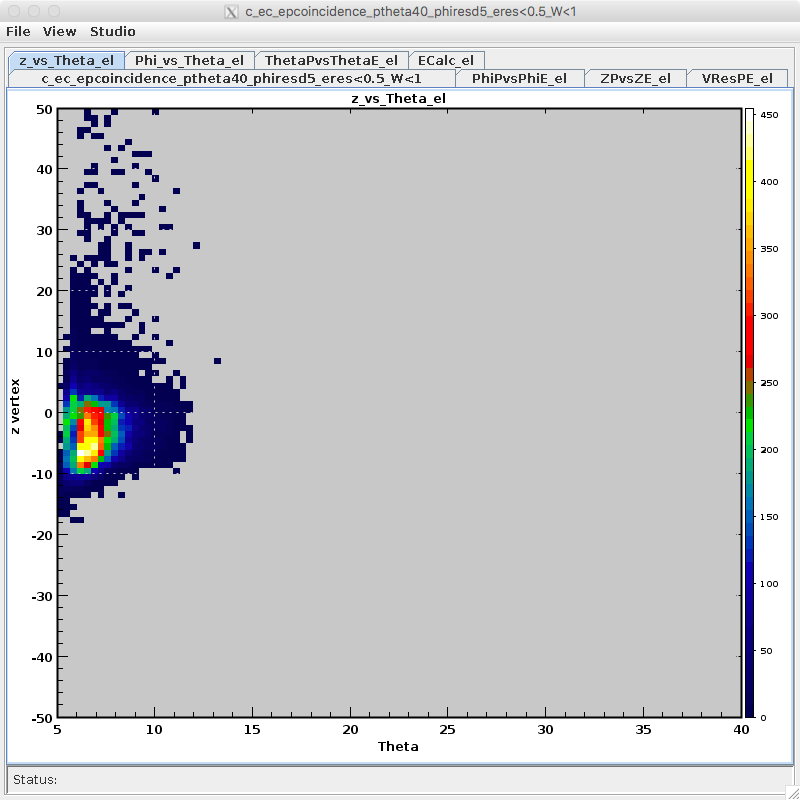 c_ec_epcoincidence_ptheta40_phiresd5_eres<0.5_W<1
File View Studio
z_vs_Theta_el Phi_vs_Theta_el ThetaPvsThetaE_el ECalc_el
c_ec_epcoincidence_ptheta40_phiresd5_eres<0.5_W<1 PhiPvsPhiE_el ZPvsZE_el VResPE_el
z_vs_Theta_el
50
40
30
20
10
0
-10
-20
-30
-40
-50
z vertex
5 10 15 20 25 30 35 40
Theta
450
400
350
300
250
200
150
100
50
0
Status: